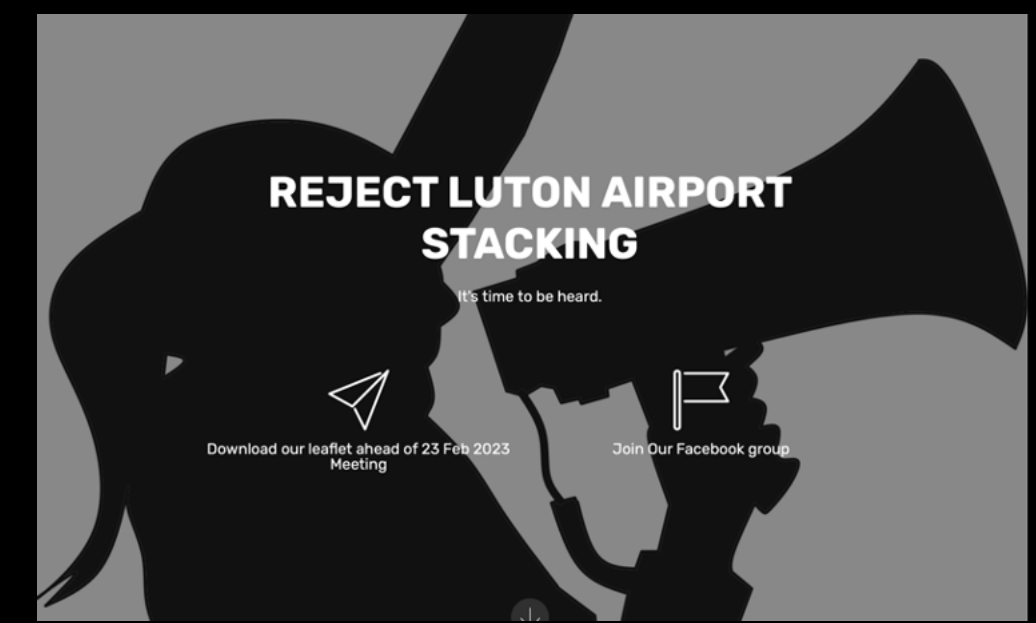 REJECT LUTON AIRPORT
STACKING
It's time to be heard.
Download our leaflet ahead of 23 Feb 2023
Meeting
Join Our Facebook group